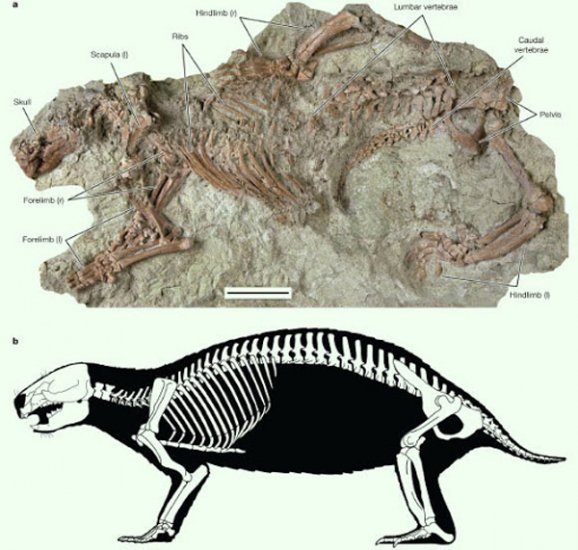 a
Hindlimb (r)
Lumbar vertebrae
Ribs
Caudal
vertebrae
Scapula (l)
Skull
Pelvis
Forelimb (r)
Forelimb (l)
Hindlimb (l)
b